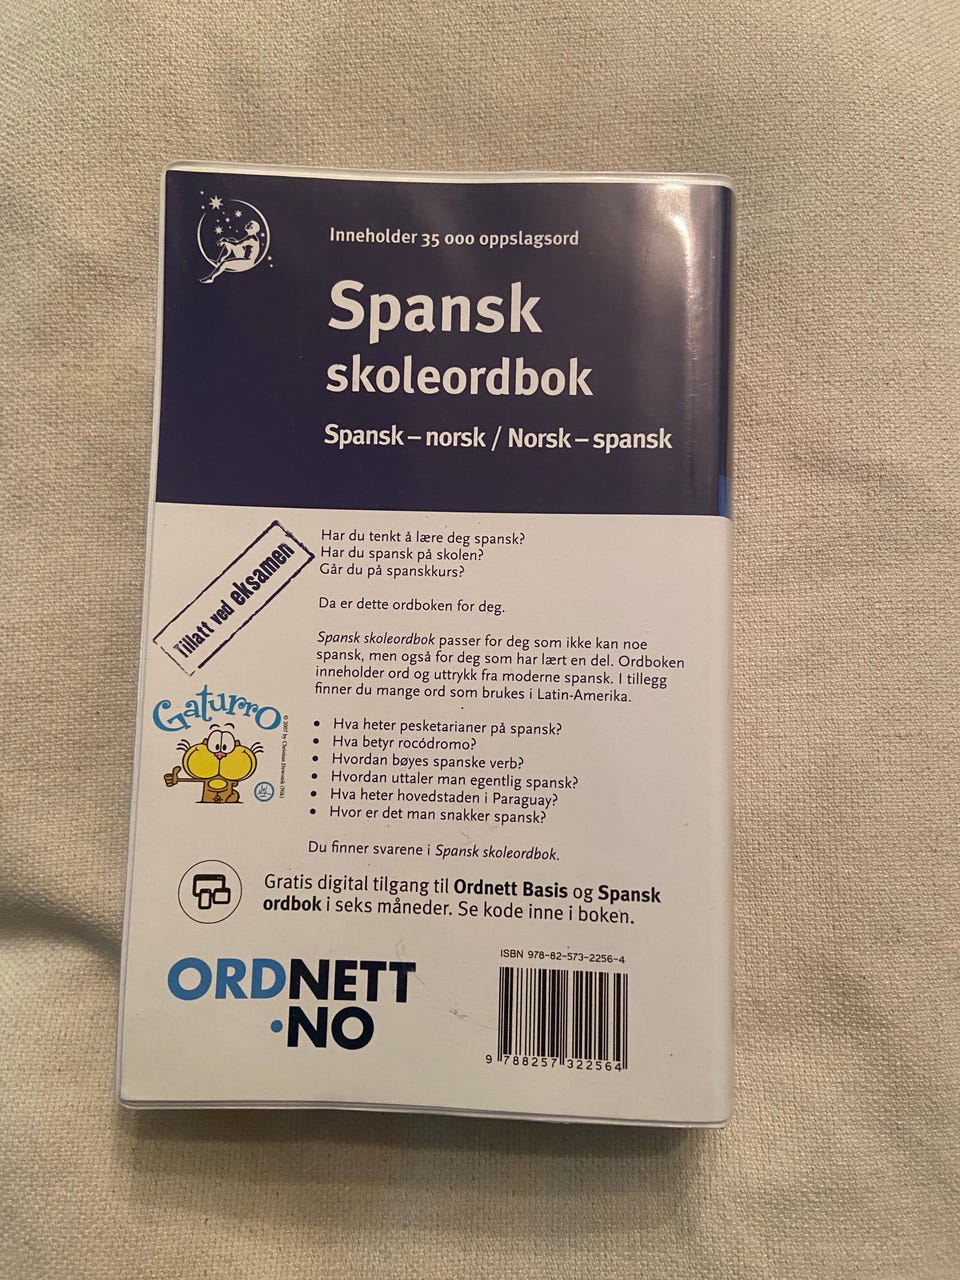 Inneholder 35 000 oppslagsord
Spansk
skoleordbok
Spansk – norsk / Norsk – spansk
Tillatt ved eksamen
Har du tenkt å lære deg spansk?
Har du spansk på skolen?
Går du på spanskkurs?
Da er dette ordboken for deg.
Spansk skoleordbok passer for deg som ikke kan noe
spansk, men også for deg som har lært en del. Ordboken
inneholder ord og uttrykk fra moderne spansk. I tillegg
finner du mange ord som brukes i Latin-Amerika.
Gaturro
© 2007 by Christian Dzwonik (Nik)
• Hva heter pesketarianer på spansk?
• Hva betyr rocódromo?
• Hvordan bøyes spanske verb?
• Hvordan uttaler man egentlig spansk?
• Hva heter hovedstaden i Paraguay?
• Hvor er det man snakker spansk?
Du finner svarene i Spansk skoleordbok.
Gratis digital tilgang til Ordnett Basis og Spansk
ordbok i seks måneder. Se kode inne i boken.
ORDNETT
.NO
ISBN 978-82-573-2256-4
9 788257 322564